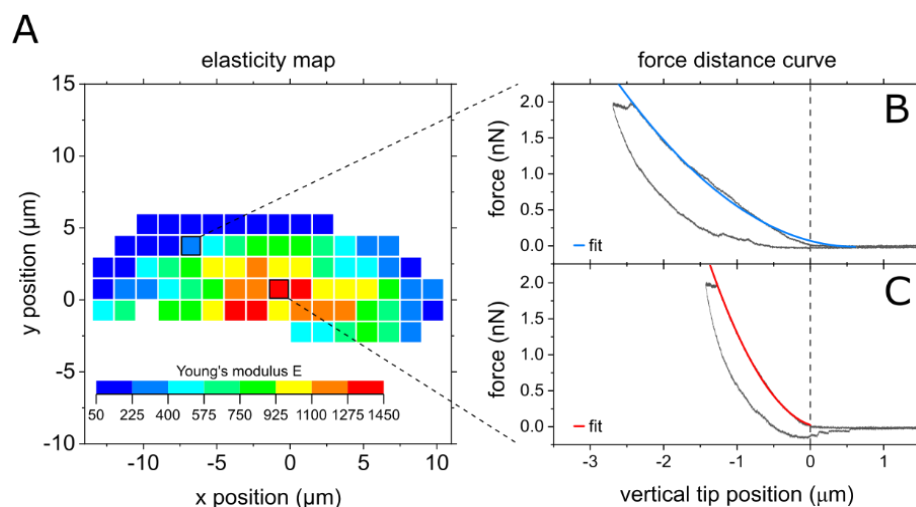 A
elasticity map
15
10
5
0
-5
-10
y position (µm)
-10
-5
0
5
10
x position (µm)
Young's modulus E
50
225
400
575
750
925
1100
1275
1450
force distance curve
B
2.0
1.5
1.0
0.5
0.0
force (nN)
fit
C
2.0
1.5
1.0
0.5
0.0
force (nN)
fit
-3
-2
-1
0
1
vertical tip position (µm)